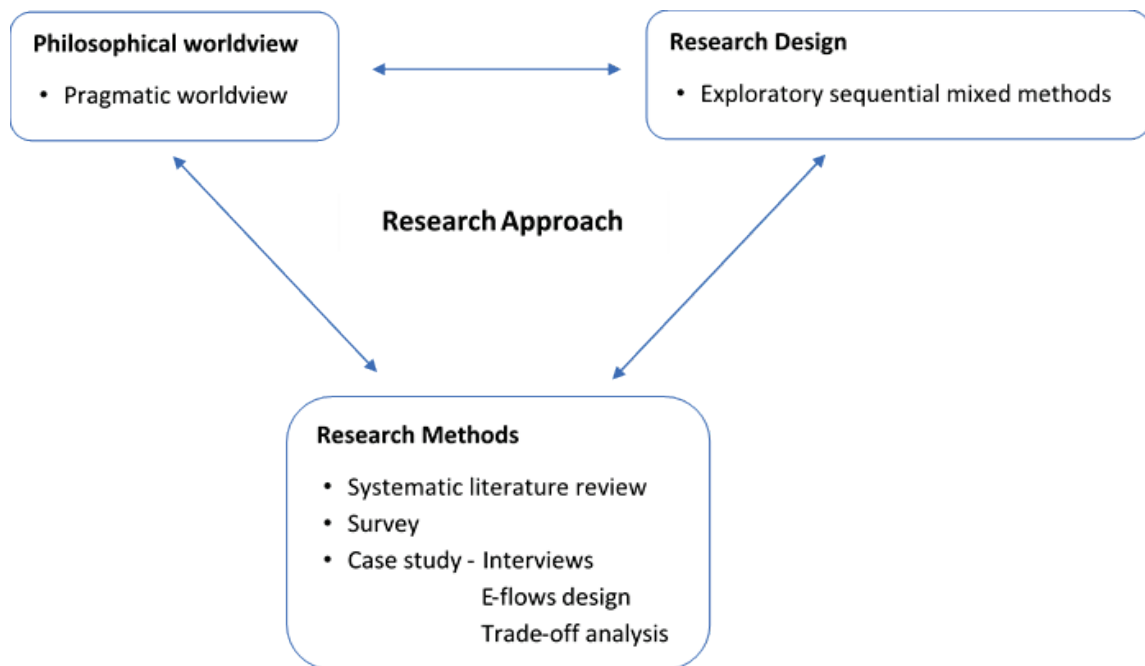 Philosophical worldview
• Pragmatic worldview
Research Design
• Exploratory sequential mixed methods
Research Approach
Research Methods
• Systematic literature review
• Survey
• Case study - Interviews
E-flows design
Trade-off analysis